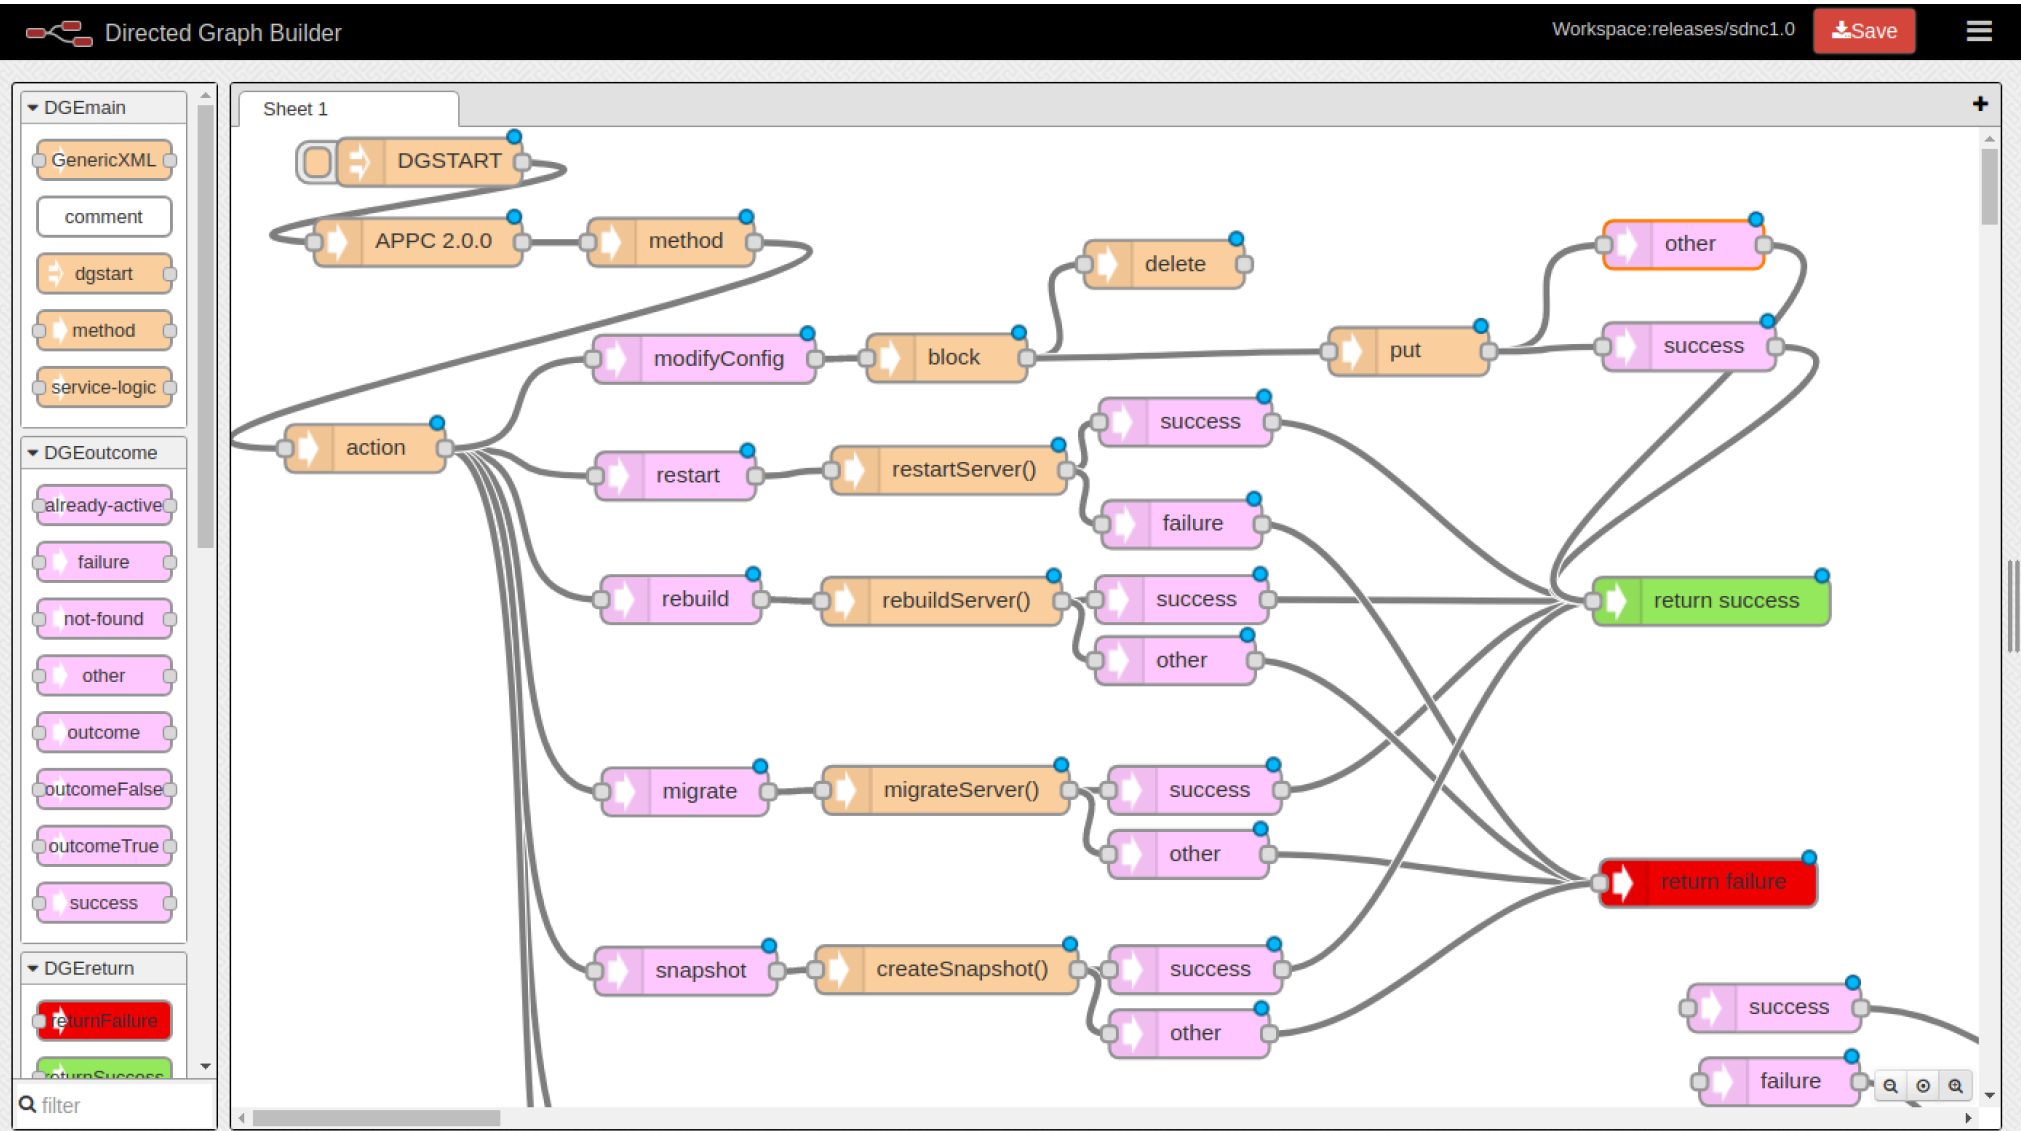 Directed Graph Builder
Workspace:releases/sdnc1.0
Save
DGEmain
GenericXML
comment
dgstart
method
service-logic
DGEoutcome
already-active
failure
not-found
other
outcome
outcomeFalse
outcomeTrue
success
DGEreturn
returnFailure
returnSuccess
filter
Sheet 1
DGSTART
APPC 2.0.0
method
delete
other
modifyConfig
block
put
success
action
restart
restartServer()
success
failure
rebuild
rebuildServer()
success
return success
other
migrate
migrateServer()
success
other
return failure
snapshot
createSnapshot()
success
other
success
failure